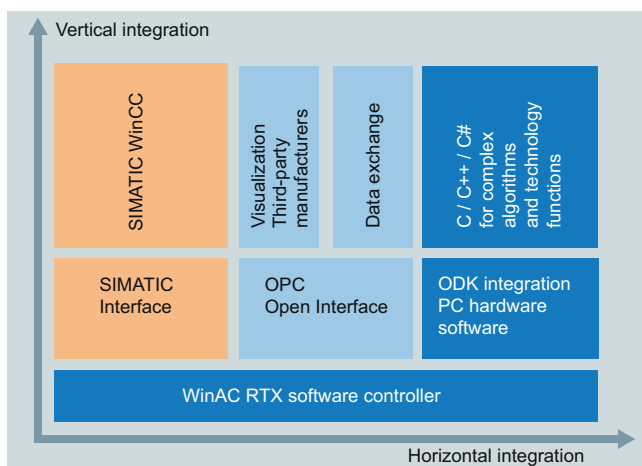 Vertical integration
SIMATIC WinCC
Visualization
Third-party
manufacturers
Data exchange
C / C++ / C#
for complex
algorithms
and technology
functions
SIMATIC
Interface
OPC
Open Interface
ODK integration
PC hardware
software
WinAC RTX software controller
Horizontal integration